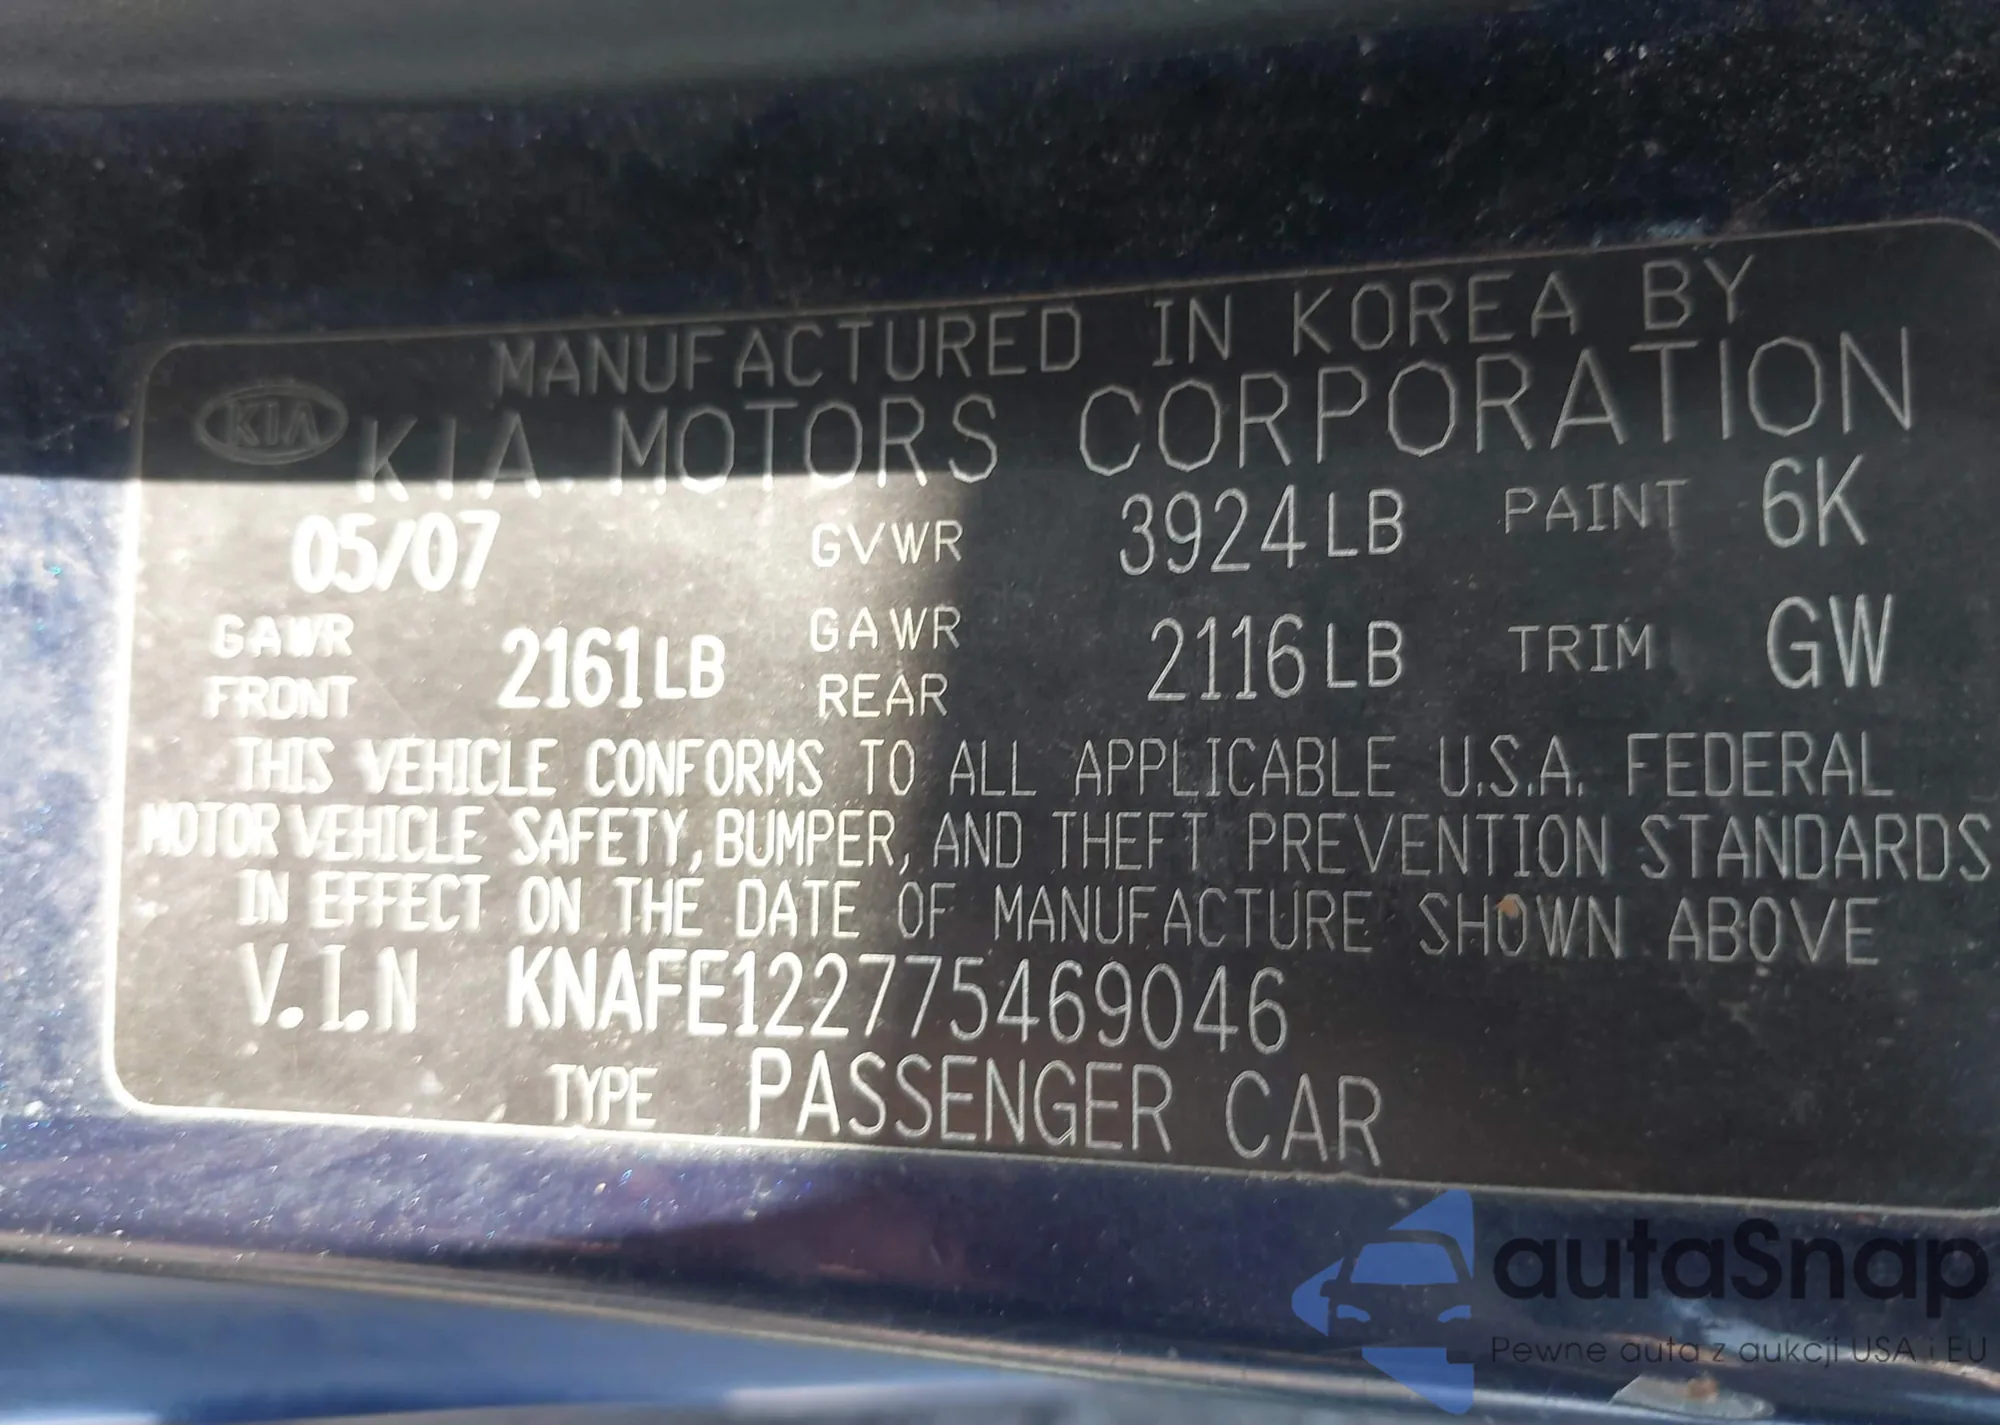 MANUFACTURED IN KOREA BY
KIA KIA MOTORS CORPORATION
05/07 GVWR 3924LB PAINT 6K
GAWR FRONT 2161LB GAWR REAR 2116LB TRIM GW
THIS VEHICLE CONFORMS TO ALL APPLICABLE U.S.A. FEDERAL
MOTOR VEHICLE SAFETY, BUMPER, AND THEFT PREVENTION STANDARDS
IN EFFECT ON THE DATE OF MANUFACTURE SHOWN ABOVE
V.I.N KNAFE122775469046
TYPE PASSENGER CAR
autaSnap
Pewne auta z aukcji USA i EU